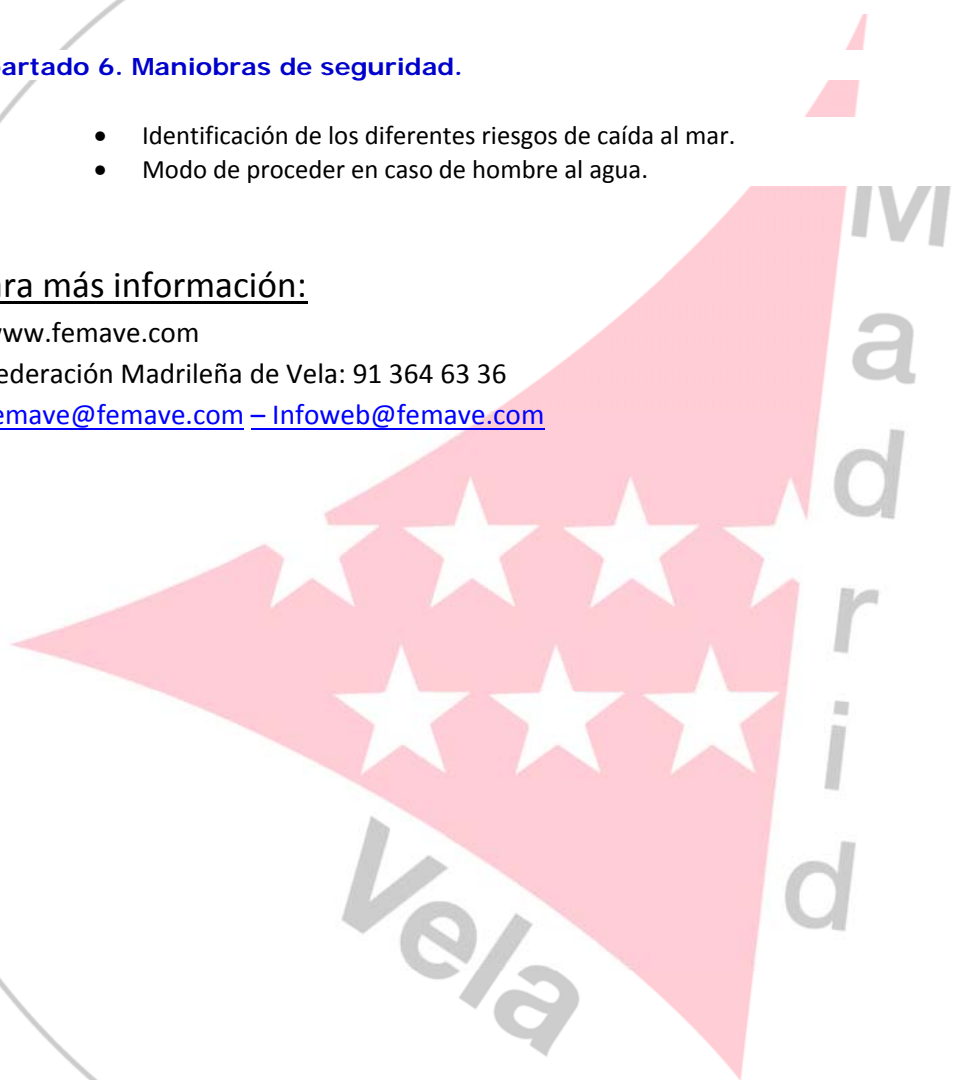 artado 6. Maniobras de seguridad.
• Identificación de los diferentes riesgos de caída al mar.
• Modo de proceder en caso de hombre al agua.
ara más información:
www.femave.com
ederación Madrileña de Vela: 91 364 63 36
emave@femave.com – Infoweb@femave.com
Madrid
Vela